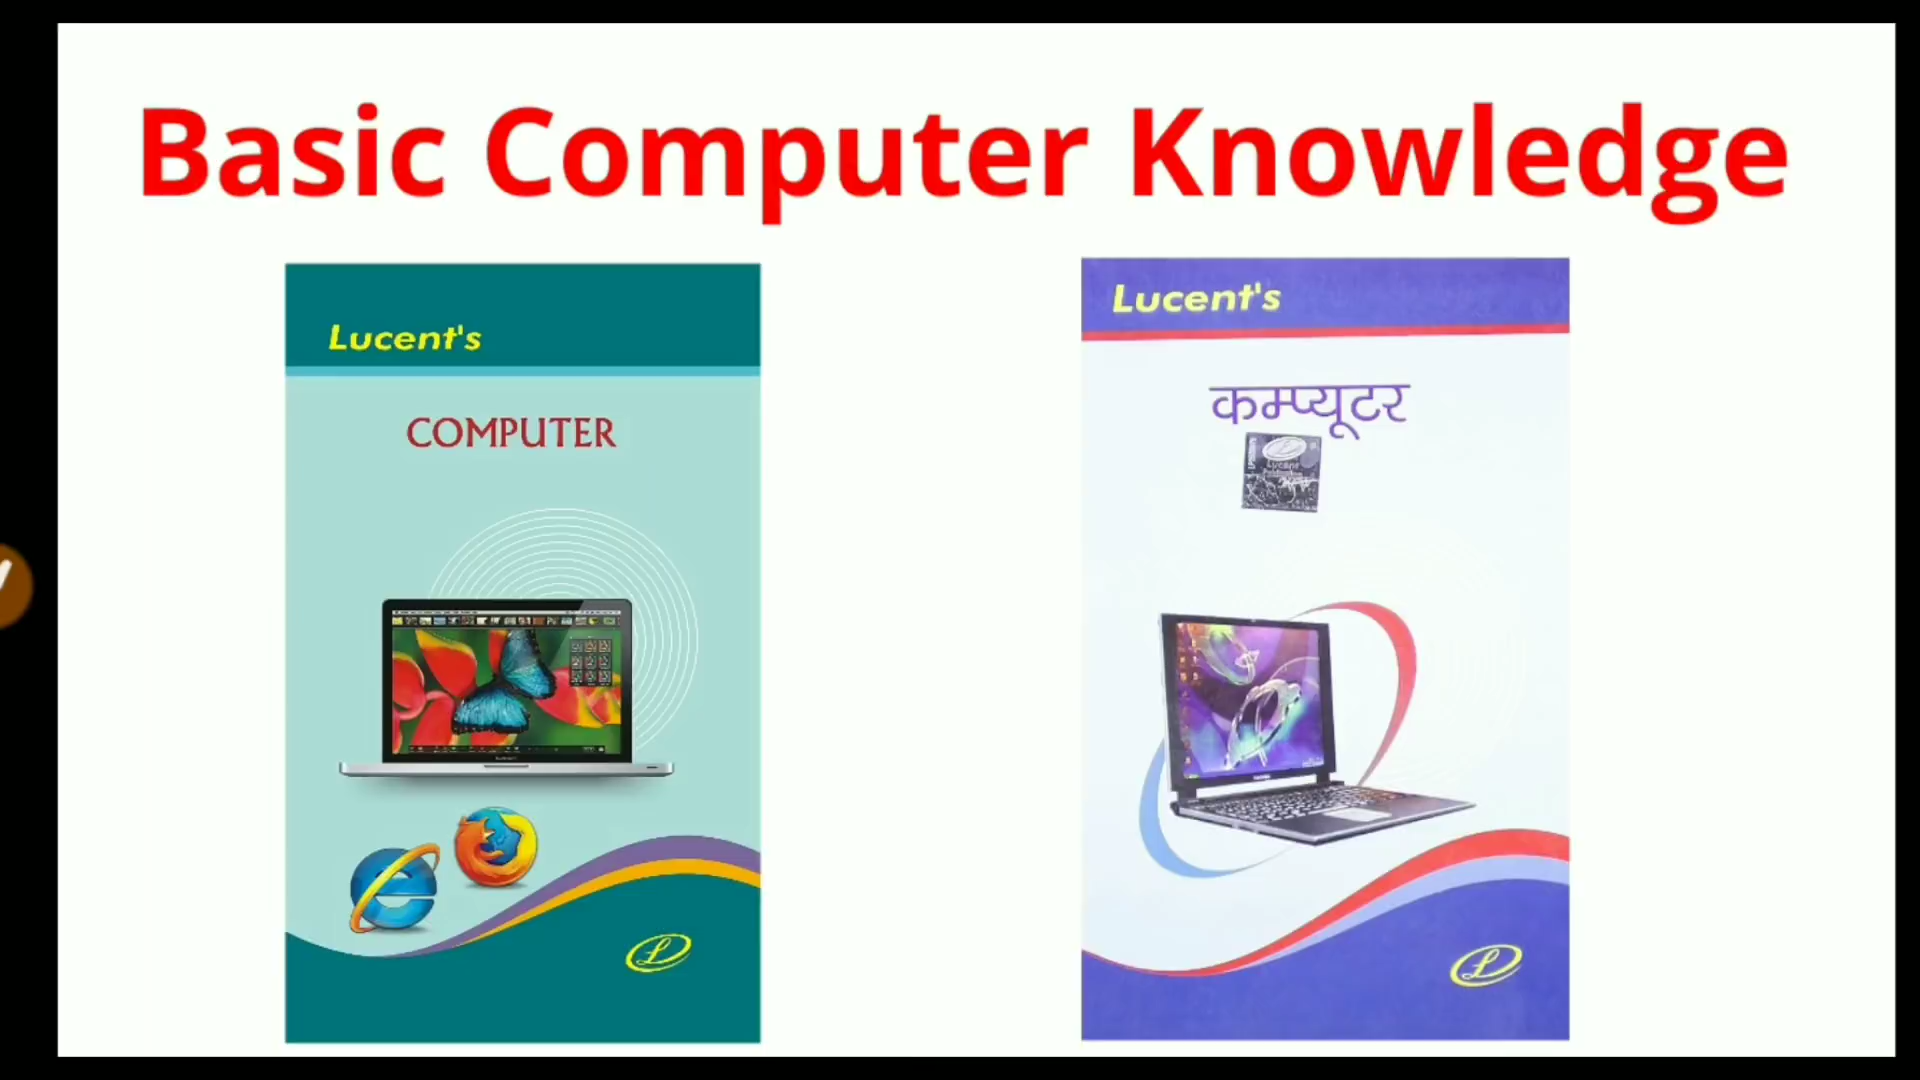 Basic Computer Knowledge
Lucent's
COMPUTER
Lucent's
कम्प्यूटर